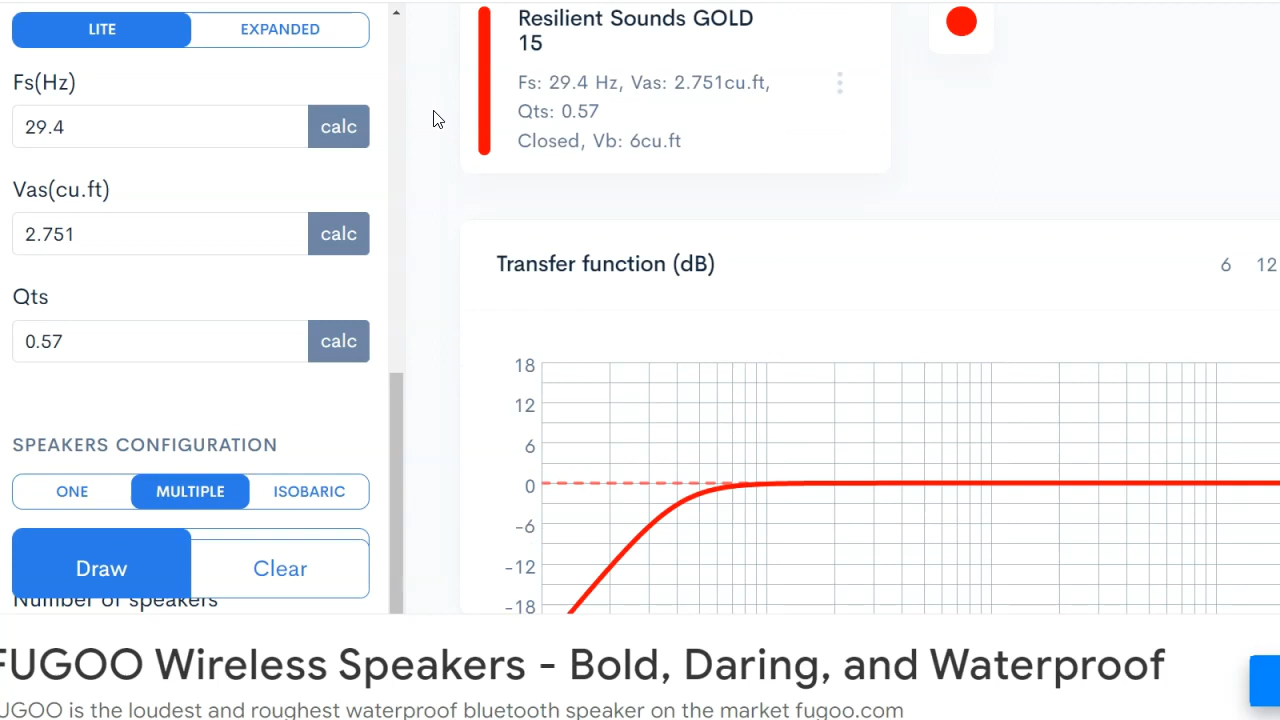 LITE
EXPANDED
Fs(Hz)
29.4
calc
Vas(cu.ft)
2.751
calc
Qts
0.57
calc
SPEAKERS CONFIGURATION
ONE
MULTIPLE
ISOBARIC
Draw
Clear
Number of speakers
Resilient Sounds GOLD
15
Fs: 29.4 Hz, Vas: 2.751cu.ft,
Qts: 0.57
Closed, Vb: 6cu.ft
Transfer function (dB)
6 12
18
12
6
0
-6
-12
-18
FUGOO Wireless Speakers - Bold, Daring, and Waterproof
UGOO is the loudest and roughest waterproof bluetooth speaker on the market fugoo.com